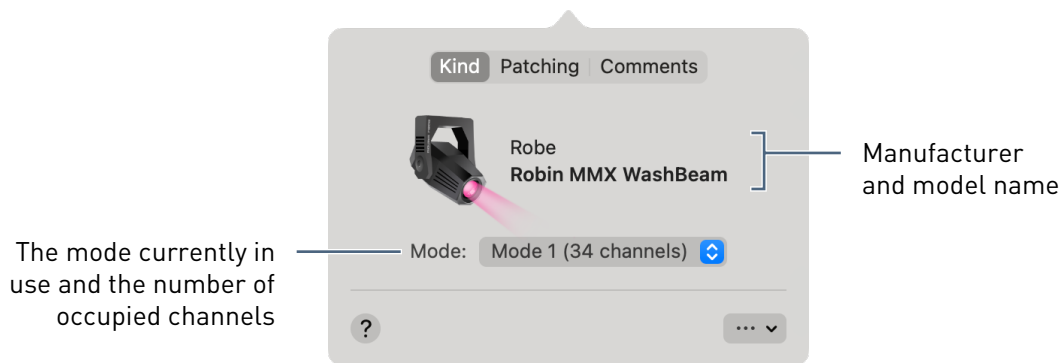 Kind Patching Comments
Robe
Robin MMX WashBeam
Manufacturer
and model name
The mode currently in
use and the number of
occupied channels
Mode: Mode 1 (34 channels)
? ···